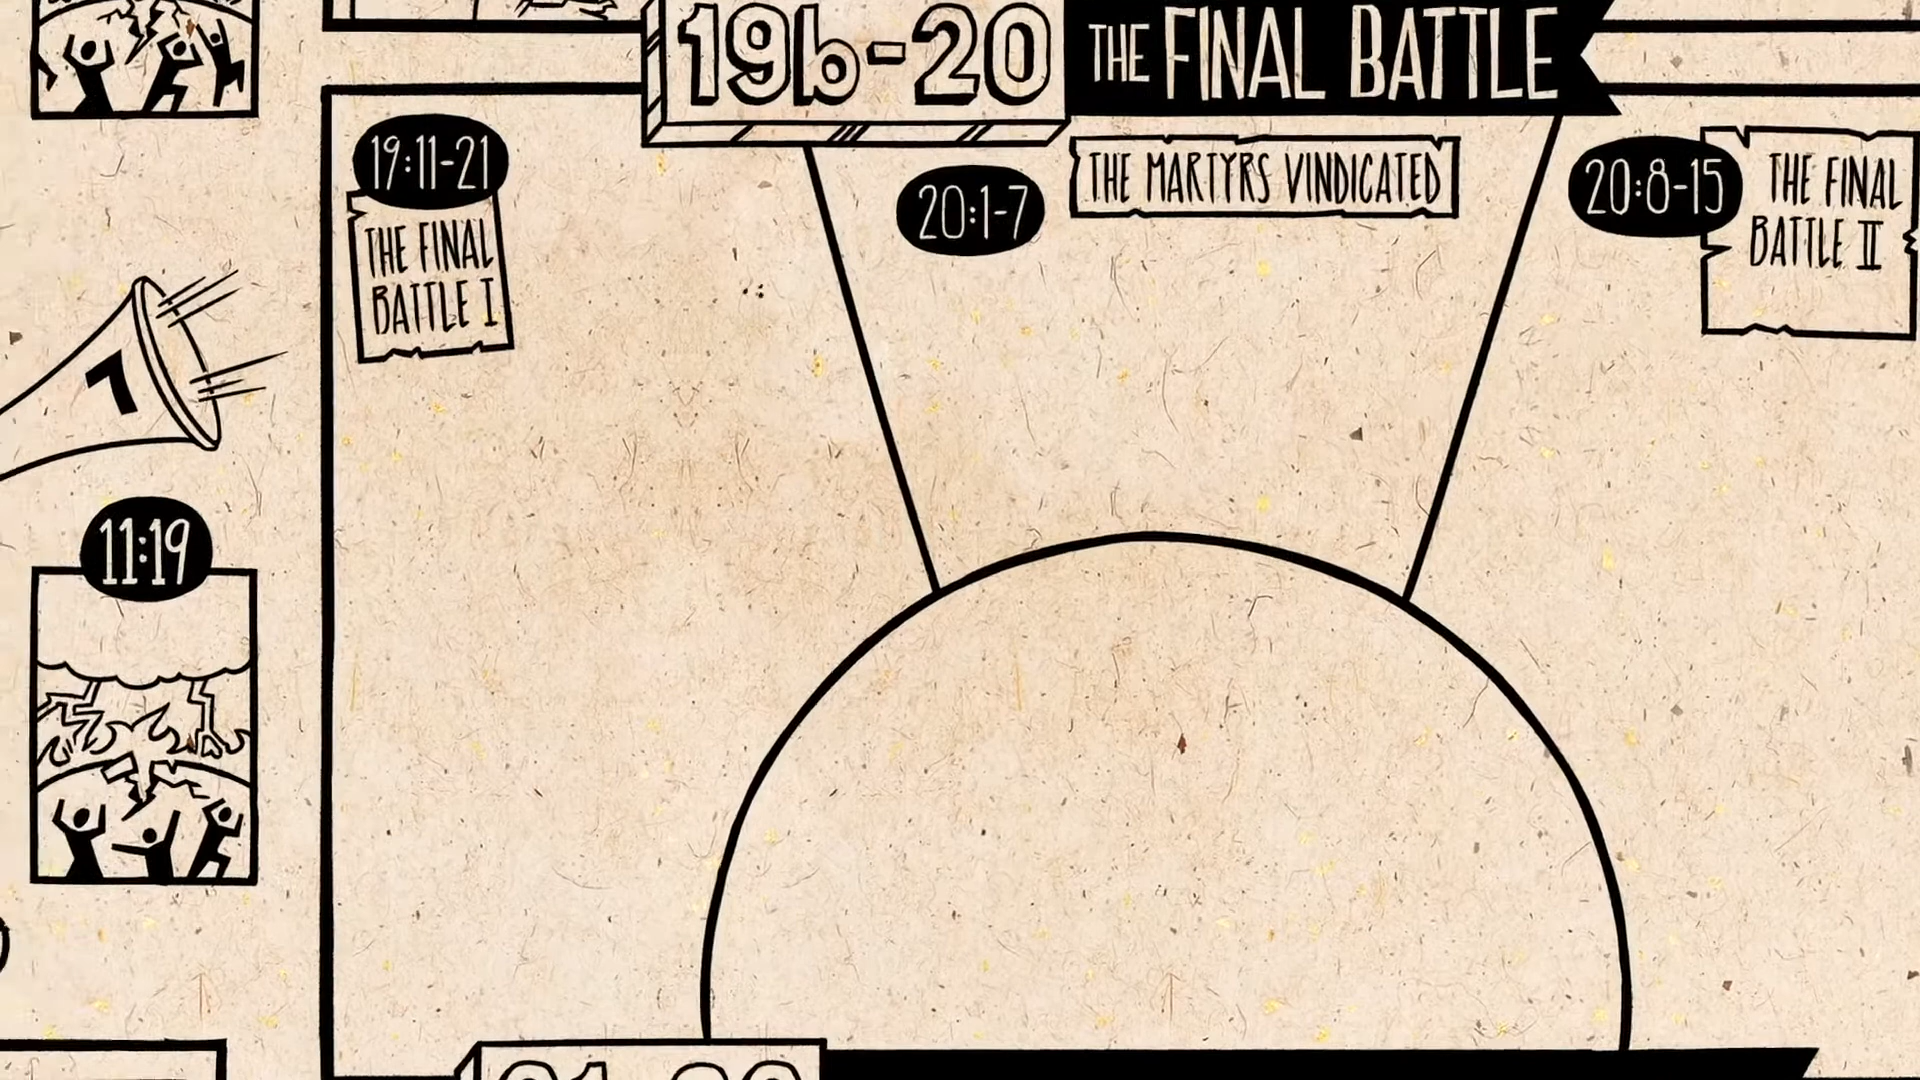 19b-20
THE FINAL BATTLE
19:11-21
THE FINAL
BATTLE I
20:1-7
THE MARTYRS VINDICATED
20:8-15
THE FINAL
BATTLE II
7
11:19